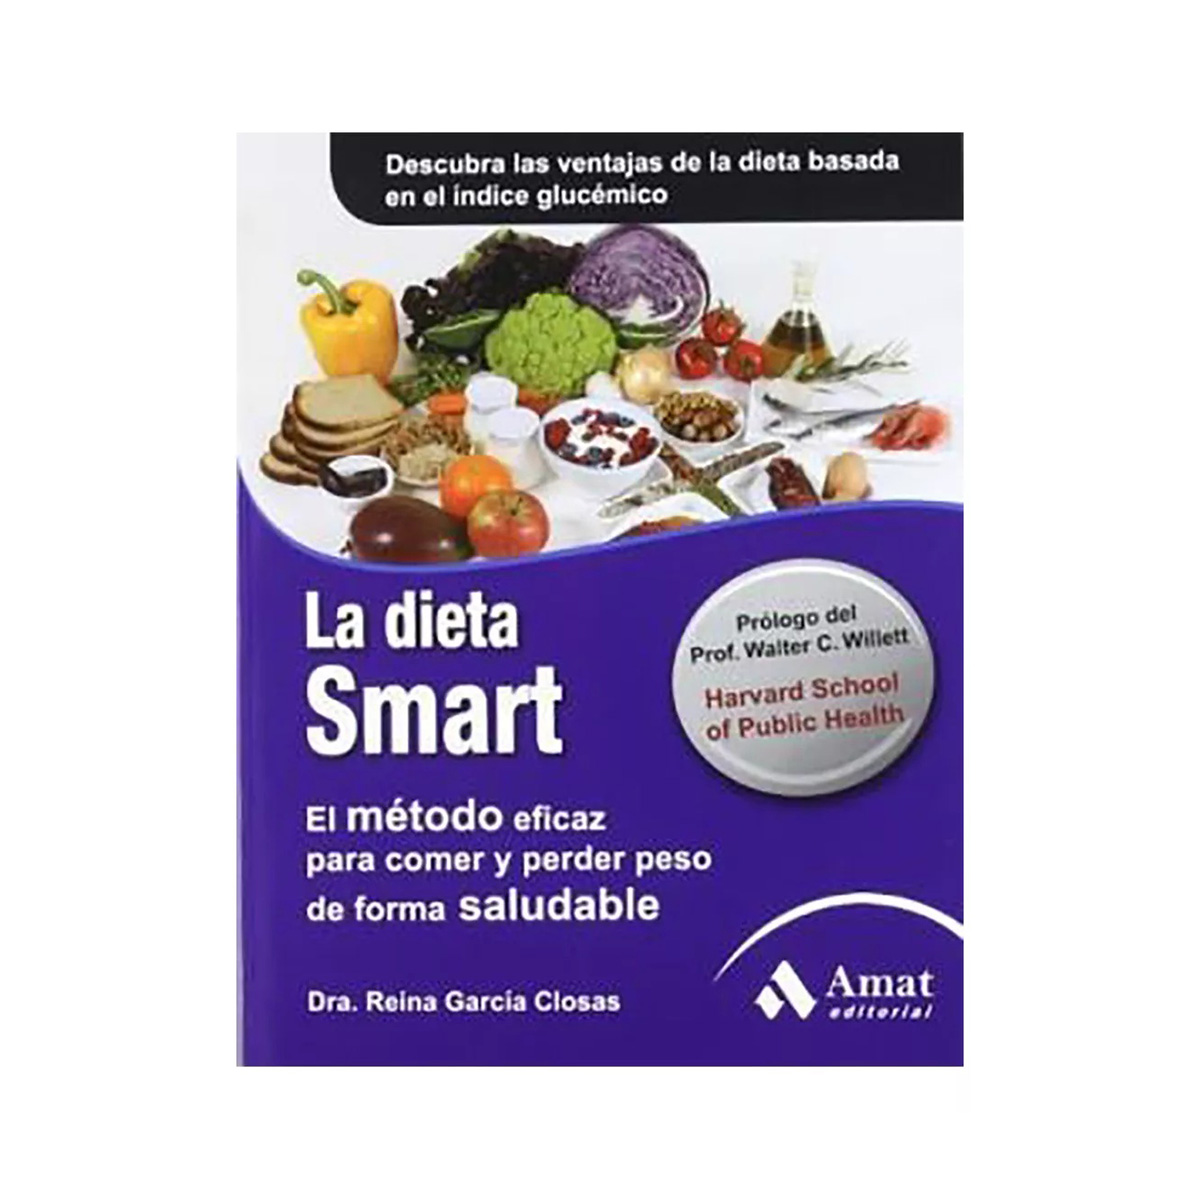 Descubra las ventajas de la dieta basada
en el índice glucémico
La dieta
Smart
Prólogo del
Prof. Walter C. Willett
Harvard School
of Public Health
El método eficaz
para comer y perder peso
de forma saludable
Dra. Reina García Closas
Amat
editorial